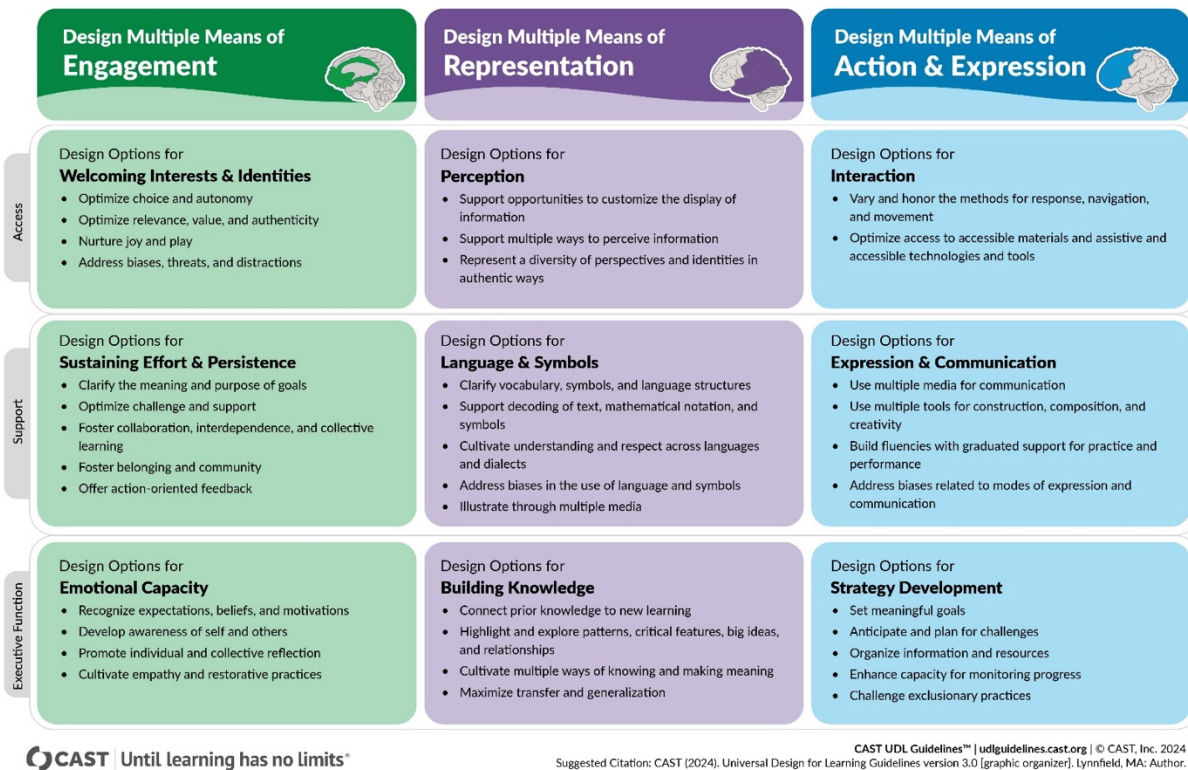 Design Multiple Means of
Engagement
Design Multiple Means of
Representation
Design Multiple Means of
Action & Expression
Access
Design Options for
Welcoming Interests & Identities
• Optimize choice and autonomy
• Optimize relevance, value, and authenticity
• Nurture joy and play
• Address biases, threats, and distractions
Design Options for
Perception
• Support opportunities to customize the display of
information
• Support multiple ways to perceive information
• Represent a diversity of perspectives and identities in
authentic ways
Design Options for
Interaction
• Vary and honor the methods for response, navigation,
and movement
• Optimize access to accessible materials and assistive and
accessible technologies and tools
Support
Design Options for
Sustaining Effort & Persistence
• Clarify the meaning and purpose of goals
• Optimize challenge and support
• Foster collaboration, interdependence, and collective
learning
• Foster belonging and community
• Offer action-oriented feedback
Design Options for
Language & Symbols
• Clarify vocabulary, symbols, and language structures
• Support decoding of text, mathematical notation, and
symbols
• Cultivate understanding and respect across languages
and dialects
• Address biases in the use of language and symbols
• Illustrate through multiple media
Design Options for
Expression & Communication
• Use multiple media for communication
• Use multiple tools for construction, composition, and
creativity
• Build fluencies with graduated support for practice and
performance
• Address biases related to modes of expression and
communication
Executive Function
Design Options for
Emotional Capacity
• Recognize expectations, beliefs, and motivations
• Develop awareness of self and others
• Promote individual and collective reflection
• Cultivate empathy and restorative practices
Design Options for
Building Knowledge
• Connect prior knowledge to new learning
• Highlight and explore patterns, critical features, big ideas,
and relationships
• Cultivate multiple ways of knowing and making meaning
• Maximize transfer and generalization
Design Options for
Strategy Development
• Set meaningful goals
• Anticipate and plan for challenges
• Organize information and resources
• Enhance capacity for monitoring progress
• Challenge exclusionary practices
CAST | Until learning has no limits®
CAST UDL Guidelines™ | udlguidelines.cast.org | © CAST, Inc. 2024
Suggested Citation: CAST (2024). Universal Design for Learning Guidelines version 3.0 [graphic organizer]. Lynnfield, MA: Author.